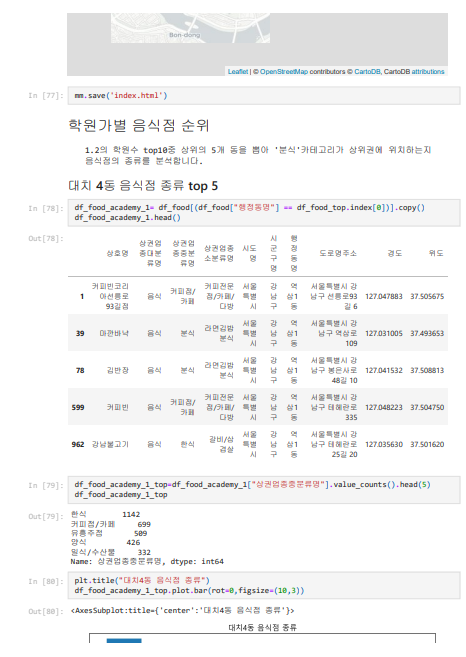 Bon-dong
Leaflet | © OpenStreetMap contributors © CartoDB, CartoDB attributions
In [77]: mm.save('index.html')
학원가별 음식점 순위
1.2의 학원수 top10중 상위의 5개 동을 뽑아 '분식'카테고리가 상위권에 위치하는지
음식점의 종류를 분석합니다.
대치 4동 음식점 종류 top 5
In [78]: df_food_academy_1= df_food[(df_food["행정동명"] == df_food_top.index[0])].copy()
df_food_academy_1.head()
Out[78]:
상호명 상권업종대분류명 상권업종중분류명 상권업종소분류명 시도명 시군구명 행정동명 도로명주소 경도 위도
1 커피빈코리아선릉로93길점 음식 커피점/카페 커피전문점/카페/다방 서울특별시 강남구 역삼1동 서울특별시 강남구 선릉로93길 6 127.047883 37.505675
39 마깐바낙 음식 분식 라면김밥분식 서울특별시 강남구 역삼1동 서울특별시 강남구 역삼로 109 127.031005 37.493653
78 김반장 음식 분식 라면김밥분식 서울특별시 강남구 역삼1동 서울특별시 강남구 봉은사로48길 10 127.041532 37.508813
599 커피빈 음식 커피점/카페 커피전문점/카페/다방 서울특별시 강남구 역삼1동 서울특별시 강남구 테헤란로 335 127.048223 37.504750
962 강남불고기 음식 한식 갈비/삼겹살 서울특별시 강남구 역삼1동 서울특별시 강남구 테헤란로25길 20 127.035630 37.501620
In [79]: df_food_academy_1_top=df_food_academy_1["상권업종중분류명"].value_counts().head(5)
df_food_academy_1_top
Out[79]: 한식 1142
커피점/카페 699
유흥주점 509
양식 426
일식/수산물 332
Name: 상권업종중분류명, dtype: int64
In [80]: plt.title("대치4동 음식점 종류")
df_food_academy_1_top.plot.bar(rot=0,figsize=(10,3))
Out[80]: <AxesSubplot:title={'center':'대치4동 음식점 종류'}>
대치4동 음식점 종류